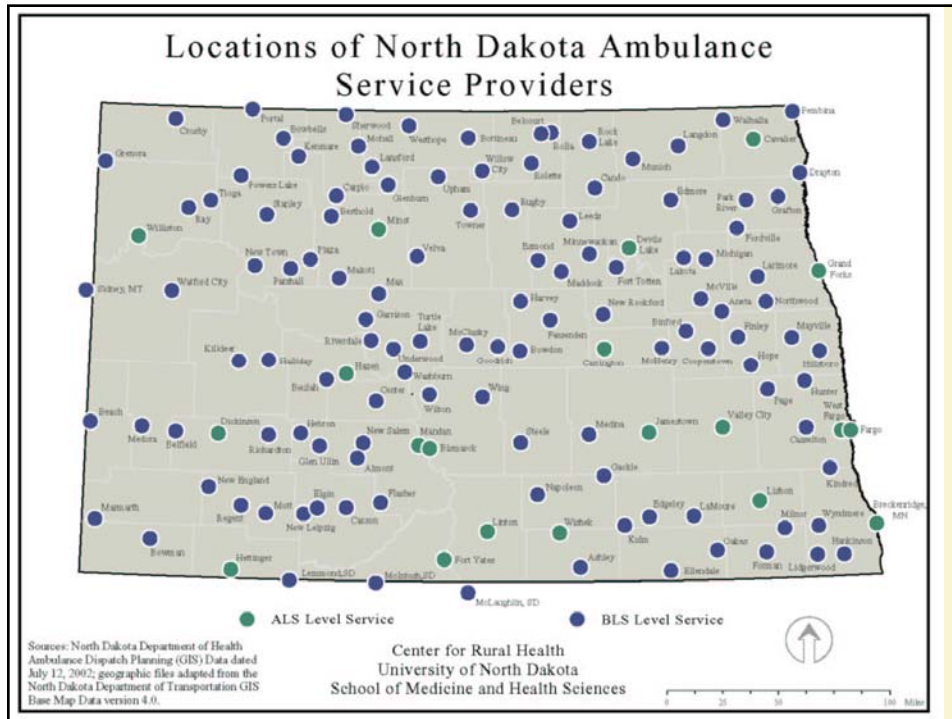 Locations of North Dakota Ambulance
Service Providers
Pembina
Portal
Walhalla
Crosby
Sherwood
Westhope
Bottineau
Belcourt
Rolla
Rock
Lake
Langdon
Cavalier
Bowbells
Mohall
Kenmare
Lansford
Willow
City
Rolette
Munich
Grenora
Drayton
Powers Lake
Carpio
Glenburn
Upham
Cando
Edmore
Park
River
Grafton
Tioga
Ray
Stanley
Berthold
Minot
Towner
Rugby
Leeds
Fordville
Williston
New Town
Plaza
Velva
Esmond
Minnewaukan
Devils
Lake
Lakota
Michigan
Grand
Forks
Parshall
Makoti
Maddock
Fort Totten
Larimore
Sidney, MT
Watford City
Max
Harvey
New Rockford
McVille
Aneta
Northwood
Garrison
Turtle
Lake
Fessenden
Binford
Finley
Mayville
Riverdale
McClusky
Killdeer
Halliday
Underwood
Goodrich
Bowdon
Carrington
McHenry
Cooperstown
Hope
Hillsboro
Hazen
Washburn
Beulah
Center
Wilton
Wing
Page
Hunter
Beach
Dickinson
Hebron
New Salem
Mandan
Medina
Jamestown
Valley City
West
Fargo
Fargo
Medora
Belfield
Richardton
Glen Ullin
Almont
Bismarck
Steele
Casselton
Gackle
Kindred
New England
Elgin
Flasher
Napoleon
Lisbon
Breckenridge,
MN
Marmarth
Regent
Mott
New Leipzig
Carson
Linton
Wishek
Kulm
Edgeley
LaMoure
Milnor
Wyndmere
Bowman
Oakes
Hankinson
Hettinger
Fort Yates
Ashley
Ellendale
Forman
Lidgerwood
Lemmond, SD
McIntosh, SD
McLaughlin, SD
ALS Level Service
BLS Level Service
Sources: North Dakota Department of Health
Ambulance Dispatch Planning (GIS) Data dated
July 12, 2002; geographic files adapted from the
North Dakota Department of Transportation GIS
Base Map Data version 4.0.
Center for Rural Health
University of North Dakota
School of Medicine and Health Sciences
0 25 50 100 Miles